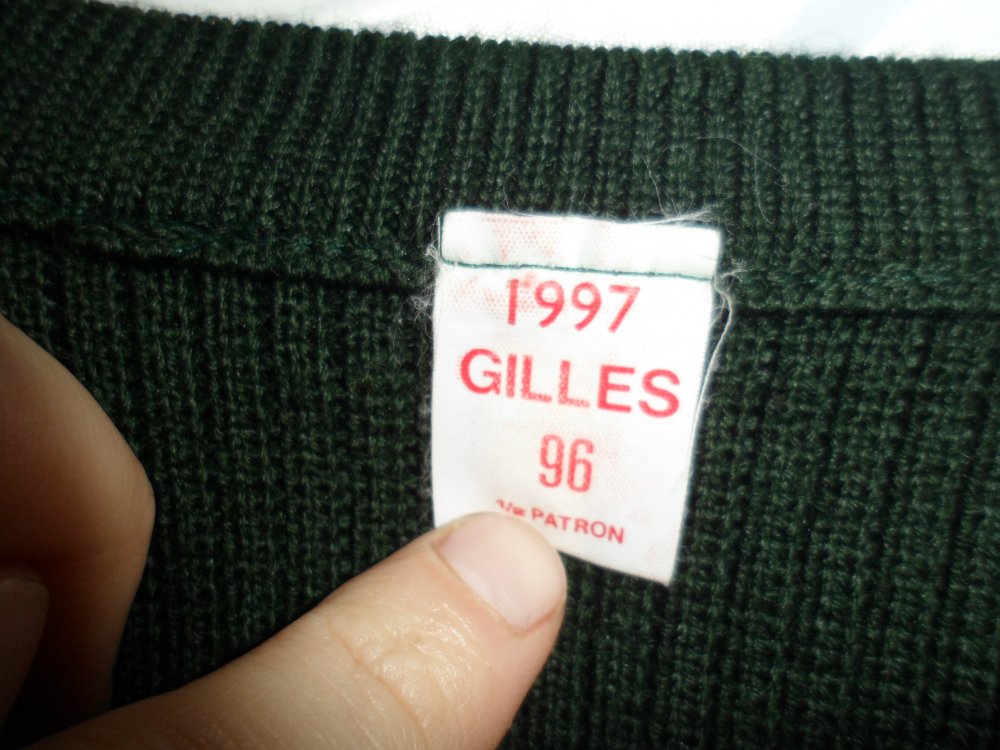 1997
GILLES
96
PATRON